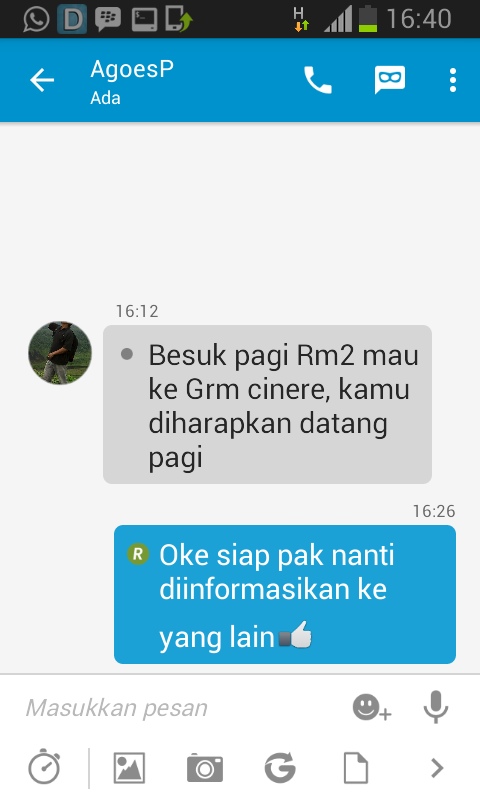 H 16:40
AgoesP
Ada
16:12
Besuk pagi Rm2 mau
ke Grm cinere, kamu
diharapkan datang
pagi
16:26
R Oke siap pak nanti
diinformasikan ke
yang lain
Masukkan pesan